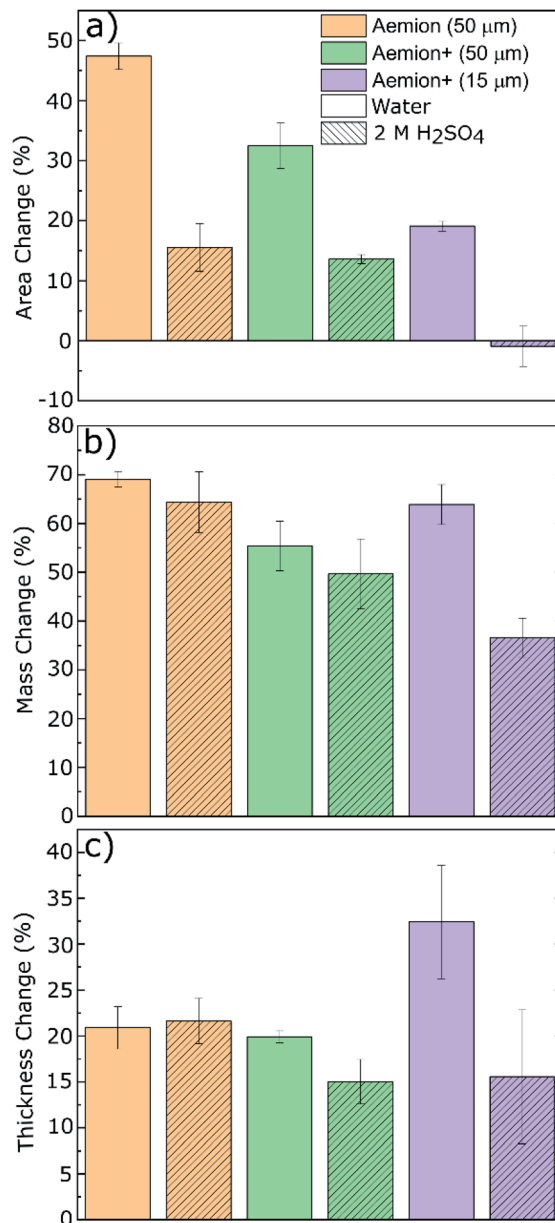 a)
Aemion (50 μm)
Aemion+ (50 μm)
Aemion+ (15 μm)
Water
2 M H₂SO₄
Area Change (%)
50
40
30
20
10
0
-10
b)
Mass Change (%)
80
70
60
50
40
30
20
10
0
c)
Thickness Change (%)
40
35
30
25
20
15
10
5
0